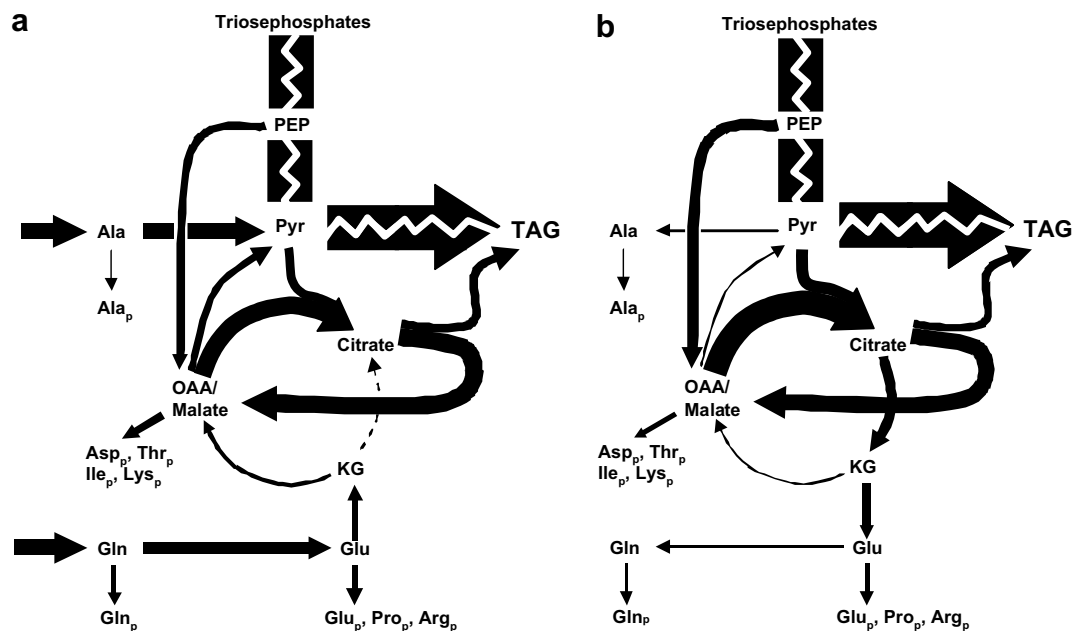 a
Triosephosphates
PEP
Ala
Pyr
TAG
Alaₚ
Citrate
OAA/
Malate
Aspₚ, Thrₚ
Ileₚ, Lysₚ
KG
Gln
Glu
Glnₚ
Gluₚ, Proₚ, Argₚ
b
Triosephosphates
PEP
Ala
Pyr
TAG
Alaₚ
Citrate
OAA/
Malate
Aspₚ, Thrₚ
Ileₚ, Lysₚ
KG
Gln
Glu
Glnₚ
Gluₚ, Proₚ, Argₚ